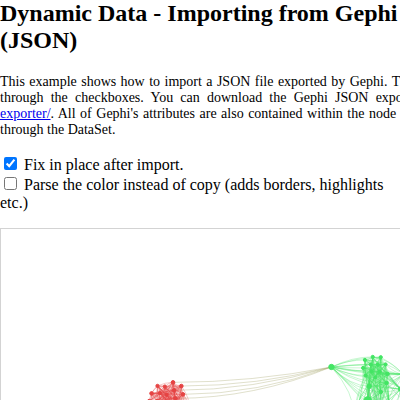 Dynamic Data - Importing from Gephi
(JSON)
This example shows how to import a JSON file exported by Gephi.
through the checkboxes. You can download the Gephi JSON
exporter/. All of Gephi's attributes are also contained within the node
through the DataSet.
Fix in place after import.
Parse the color instead of copy (adds borders, highlights
etc.)